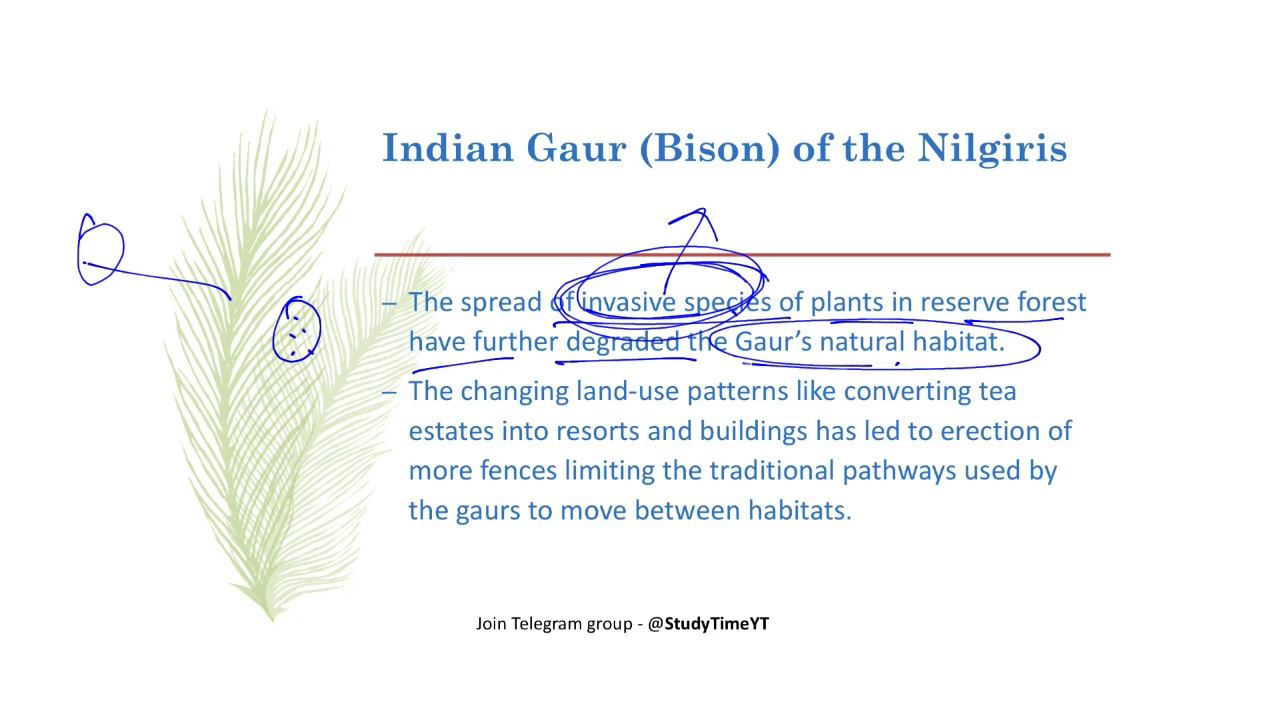 Indian Gaur (Bison) of the Nilgiris
– The spread of invasive species of plants in reserve forest
have further degraded the Gaur’s natural habitat.
– The changing land-use patterns like converting tea
estates into resorts and buildings has led to erection of
more fences limiting the traditional pathways used by
the gaurs to move between habitats.
Join Telegram group - @StudyTimeYT